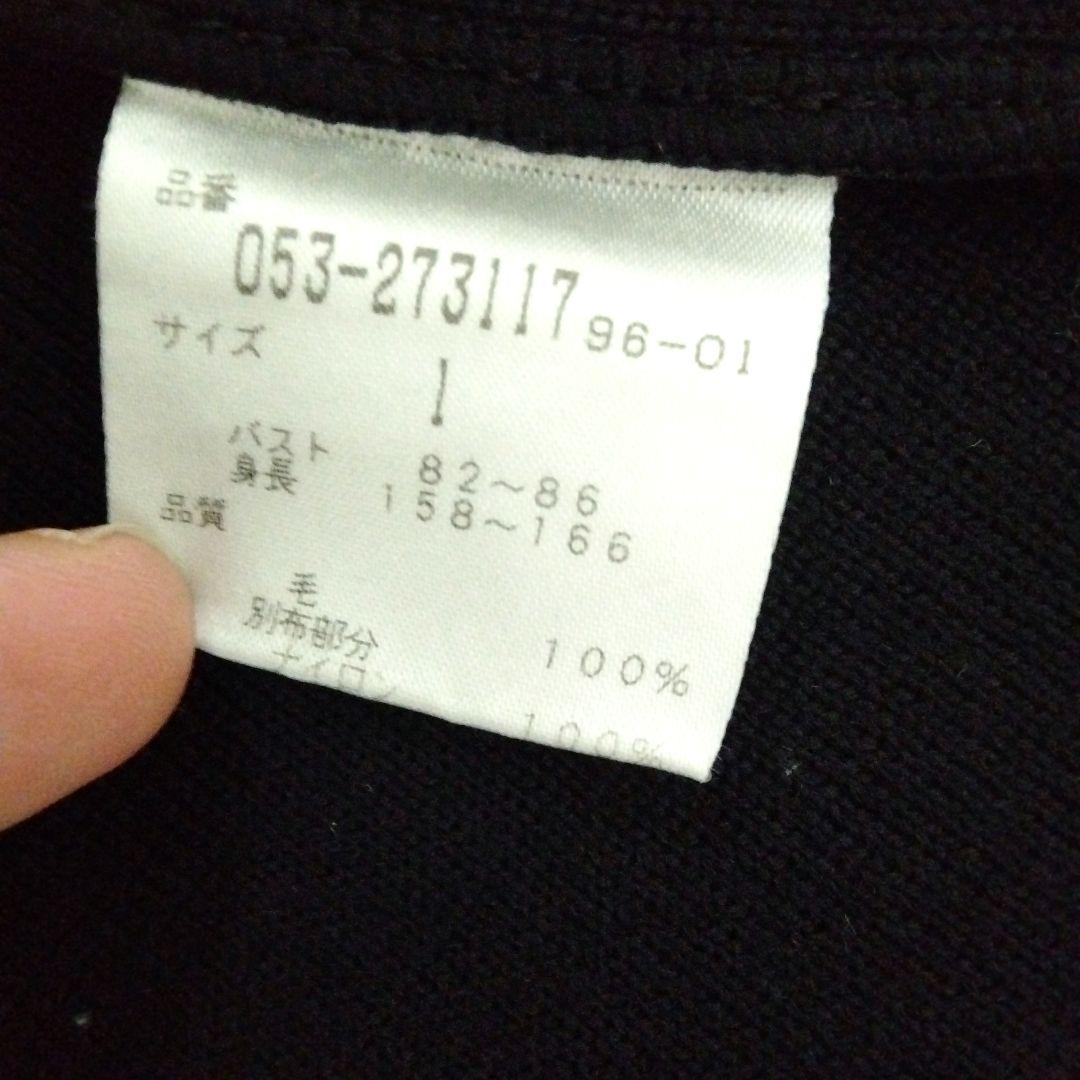 品番
053-273117 96-01
サイズ
1
バスト 82~86
身長 158~166
品質
毛 100%
別布部分
ナイロン 100%